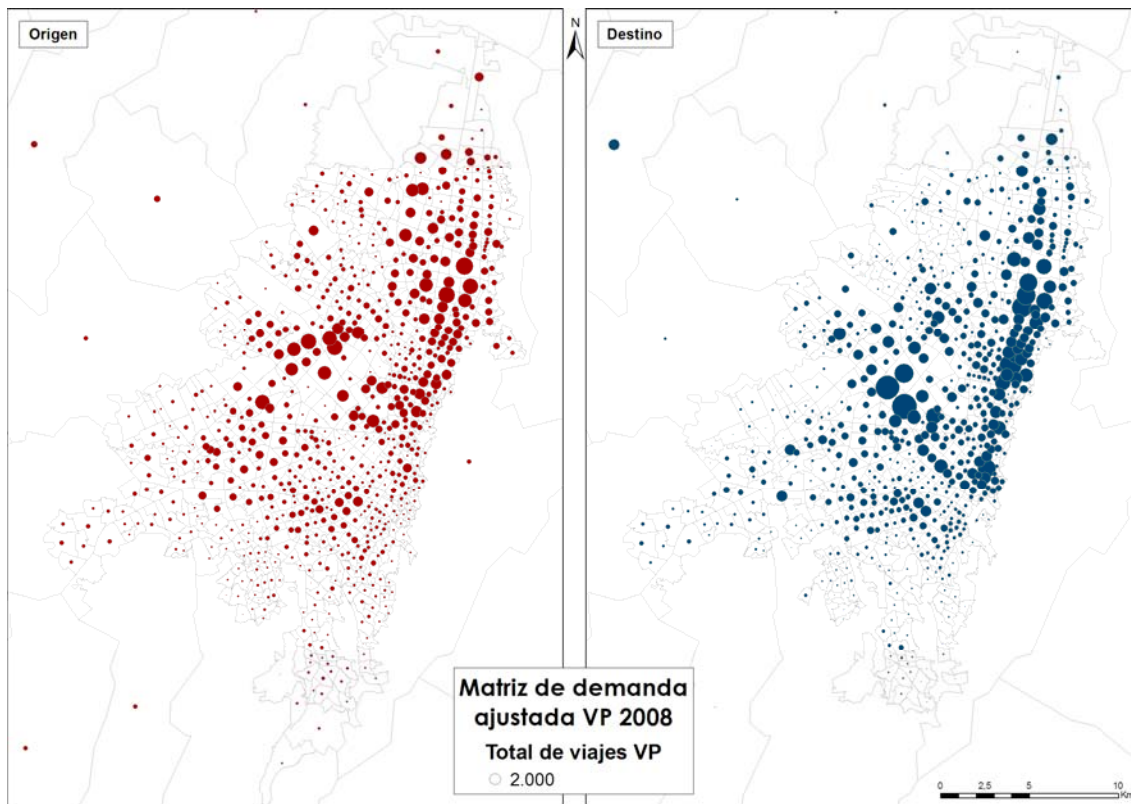 Origen
N
Destino
Matriz de demanda
ajustada VP 2008
Total de viajes VP
2.000
0 2,5 5 10
Km